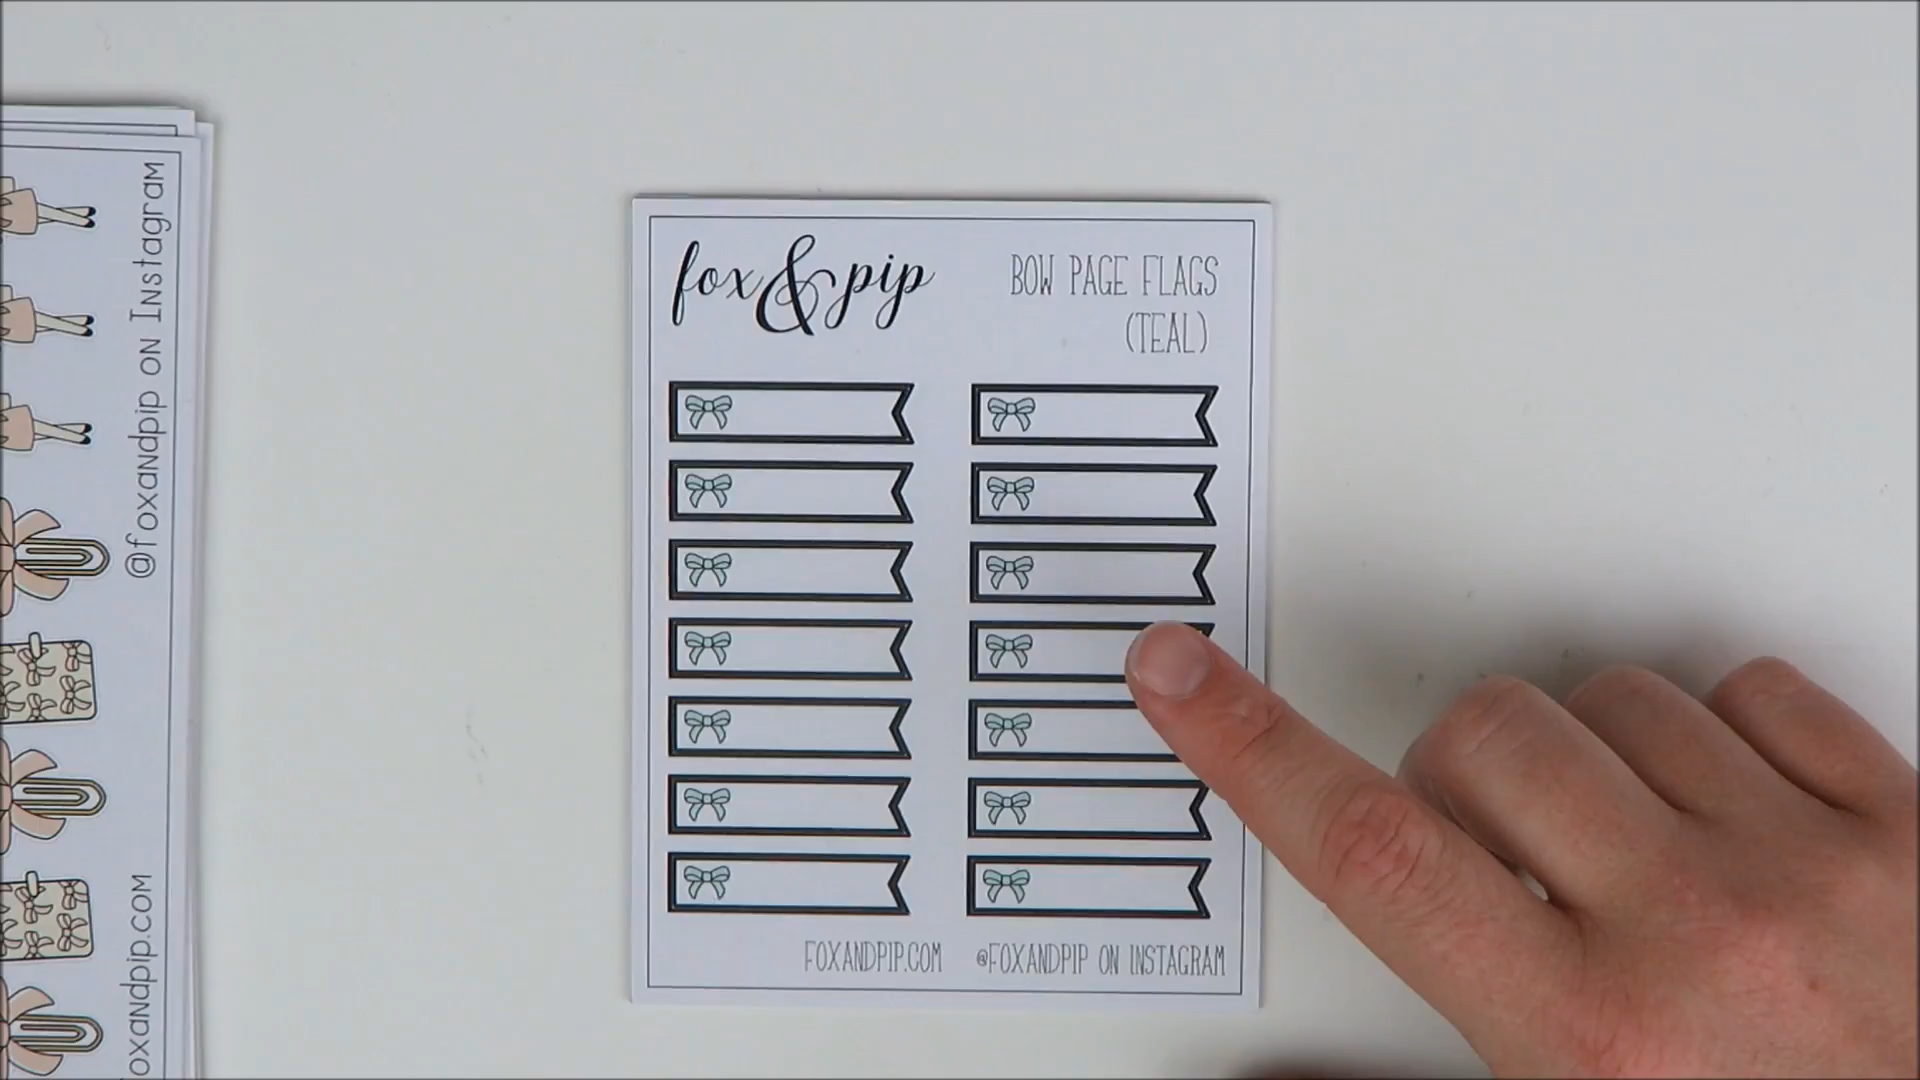 @foxandpip on Instagram
oxandpip.com
fox & pip
BOW PAGE FLAGS
(TEAL)
FOXANDPIP.COM @FOXANDPIP ON INSTAGRAM